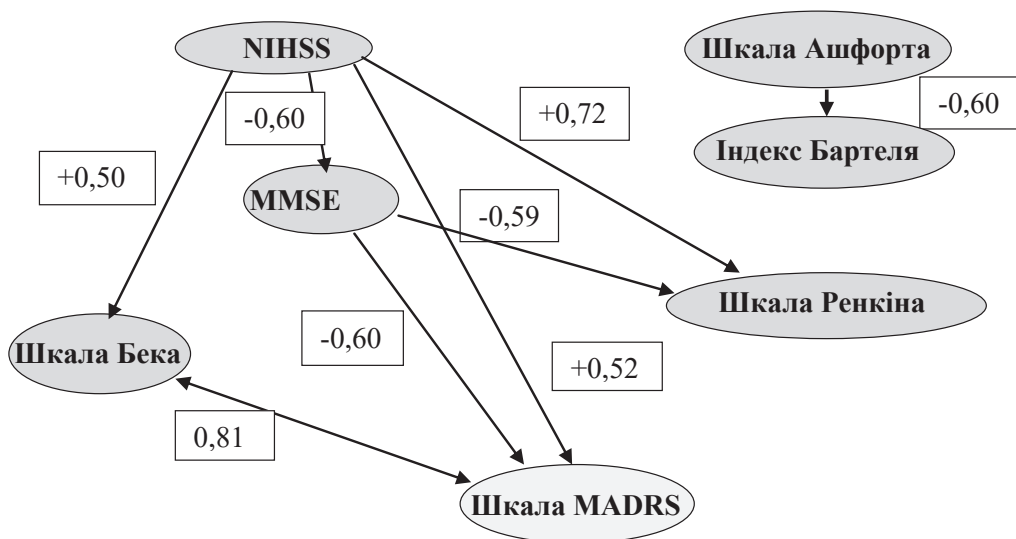 NIHSS
Шкала Ашфорта
-0,60
+0,72
-0,60
Індекс Бартеля
+0,50
MMSE
-0,59
Шкала Ренкіна
-0,60
Шкала Бека
+0,52
0,81
Шкала MADRS